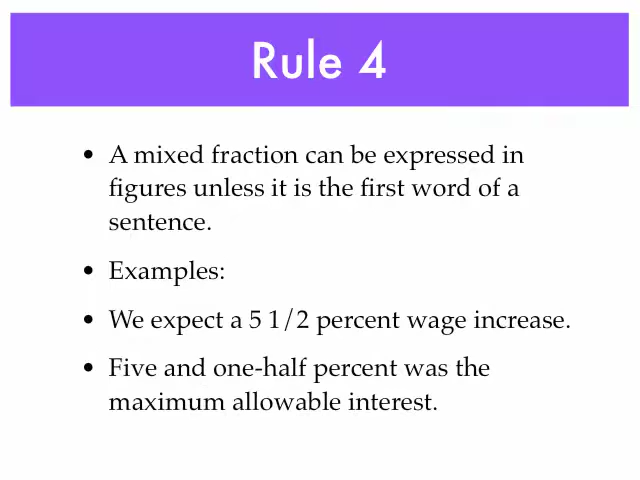 Rule 4
• A mixed fraction can be expressed in
figures unless it is the first word of a
sentence.
• Examples:
• We expect a 5 1/2 percent wage increase.
• Five and one-half percent was the
maximum allowable interest.